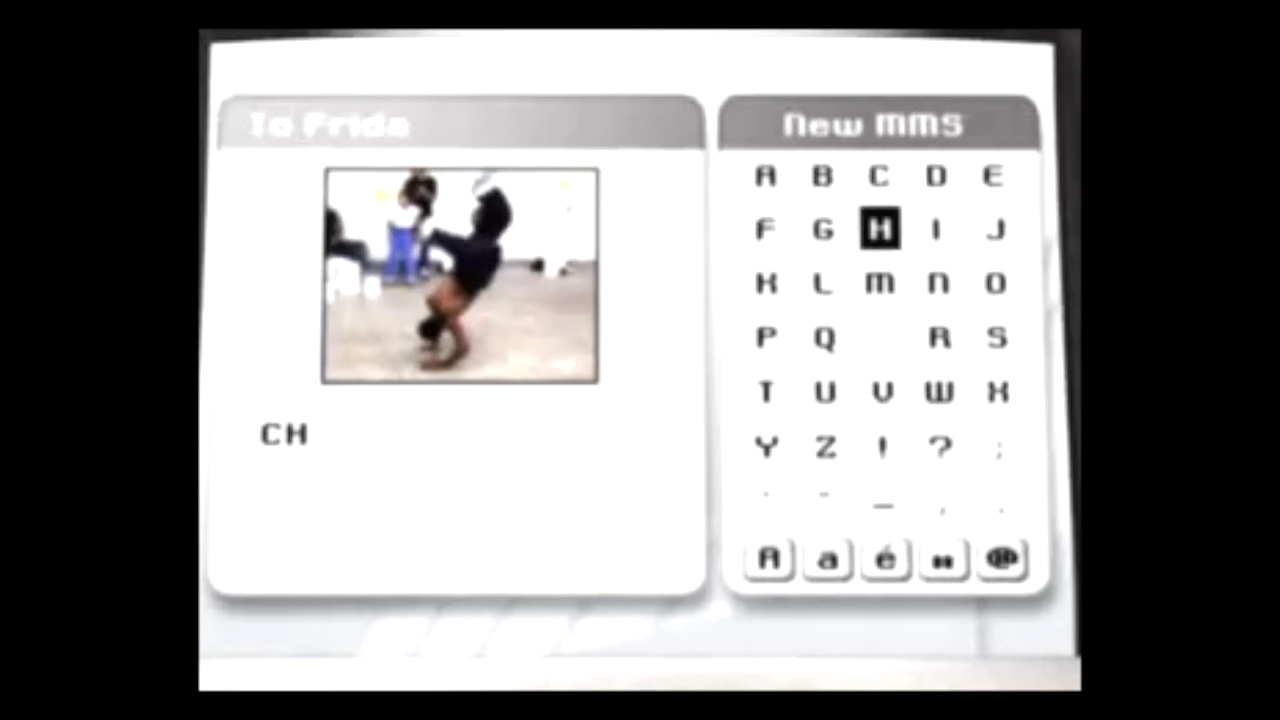 To Frida
CH
New MMS
A B C D E
F G H I J
K L M N O
P Q R S
T U V W X
Y Z ! ? ;
_ , .
A a é @